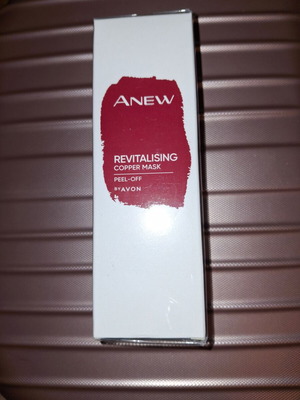 ANEW
REVITALISING
COPPER MASK
PEEL-OFF
BY AVON